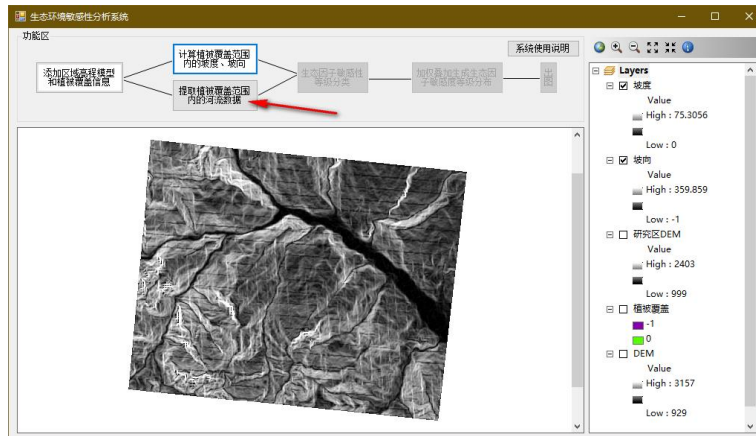 生态环境敏感性分析系统
功能区
添加区域高程模型
和植被覆盖信息
计算植被覆盖范围
内的坡度、坡向
提取植被覆盖范围
内的河流数据
生态因子敏感性
等级分类
加权叠加生成生态因
子敏感度等级分布
出
图
系统使用说明
Layers
坡度
Value
High : 75.3056
Low : 0
坡向
Value
High : 359.859
Low : -1
研究区DEM
Value
High : 2403
Low : 999
植被覆盖
-1
0
DEM
Value
High : 3157
Low : 929